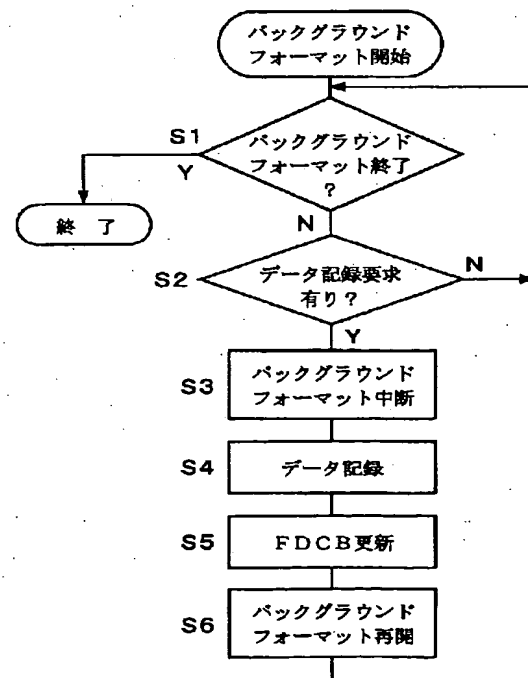 バックグラウンド
フォーマット開始
S1
バックグラウンド
フォーマット終了
?
Y
終 了
N
S2
データ記録要求
有り?
N
Y
S3
バックグラウンド
フォーマット中断
S4
データ記録
S5
FDCB更新
S6
バックグラウンド
フォーマット再開